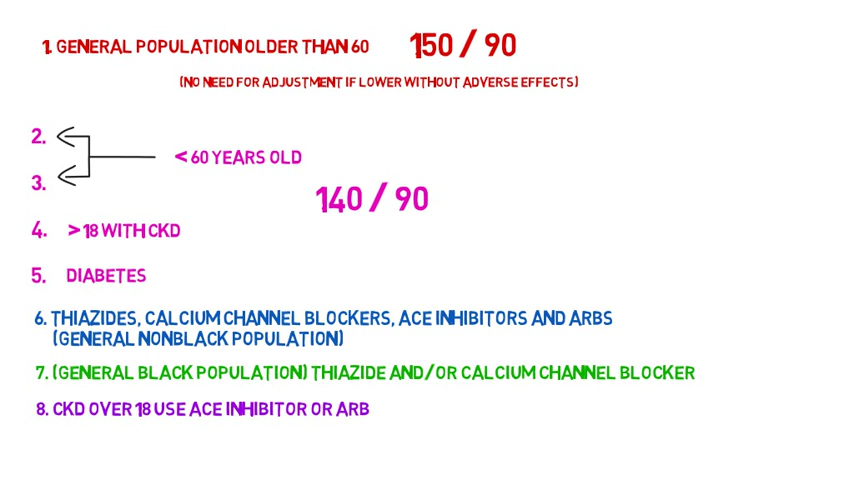 1. GENERAL POPULATION OLDER THAN 60 150 / 90
(NO NEED FOR ADJUSTMENT IF LOWER WITHOUT ADVERSE EFFECTS)
2.
< 60 YEARS OLD
3.
140 / 90
4. > 18 WITH CKD
5. DIABETES
6. THIAZIDES, CALCIUM CHANNEL BLOCKERS, ACE INHIBITORS AND ARBS
(GENERAL NONBLACK POPULATION)
7. (GENERAL BLACK POPULATION) THIAZIDE AND/OR CALCIUM CHANNEL BLOCKER
8. CKD OVER 18 USE ACE INHIBITOR OR ARB